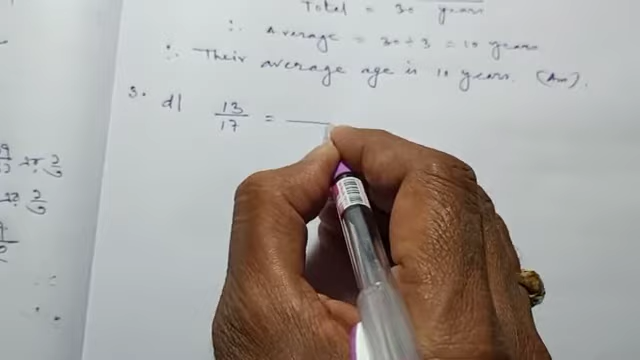 Total = 30 years
∴ Average = 30 ÷ 3 = 10 years
∴ Their average age is 10 years. (Ans).
3. d) 13/17 =